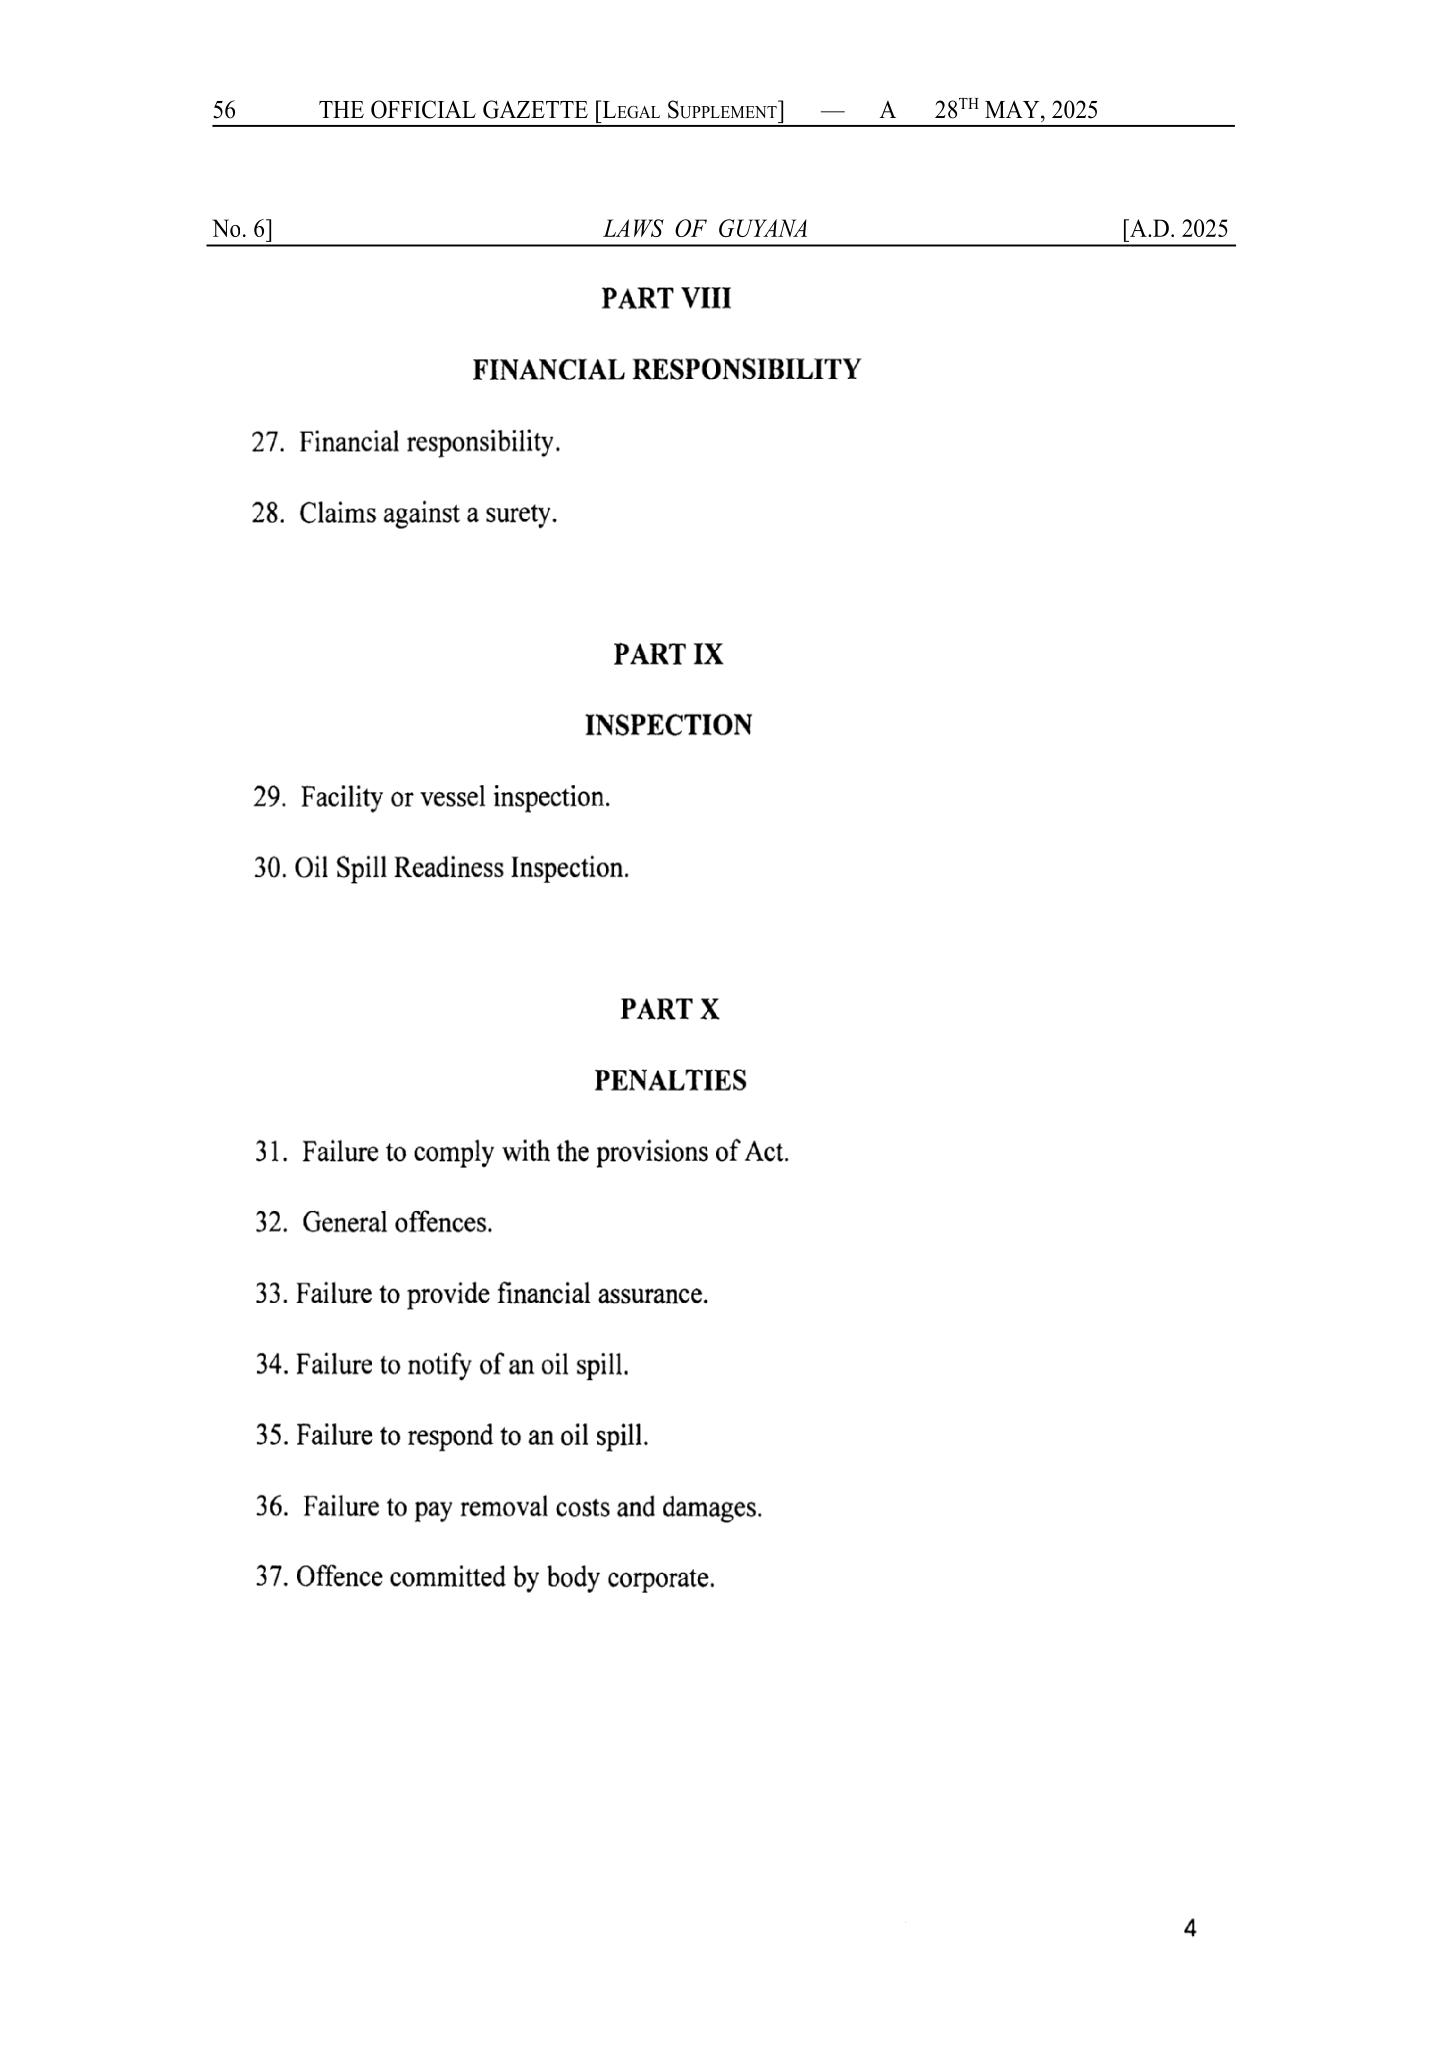 56 THE OFFICIAL GAZETTE [LEGAL SUPPLEMENT] — A 28TH MAY, 2025
No. 6] LAWS OF GUYANA [A.D. 2025
PART VIII
FINANCIAL RESPONSIBILITY
27. Financial responsibility.
28. Claims against a surety.
PART IX
INSPECTION
29. Facility or vessel inspection.
30. Oil Spill Readiness Inspection.
PART X
PENALTIES
31. Failure to comply with the provisions of Act.
32. General offences.
33. Failure to provide financial assurance.
34. Failure to notify of an oil spill.
35. Failure to respond to an oil spill.
36. Failure to pay removal costs and damages.
37. Offence committed by body corporate.
4